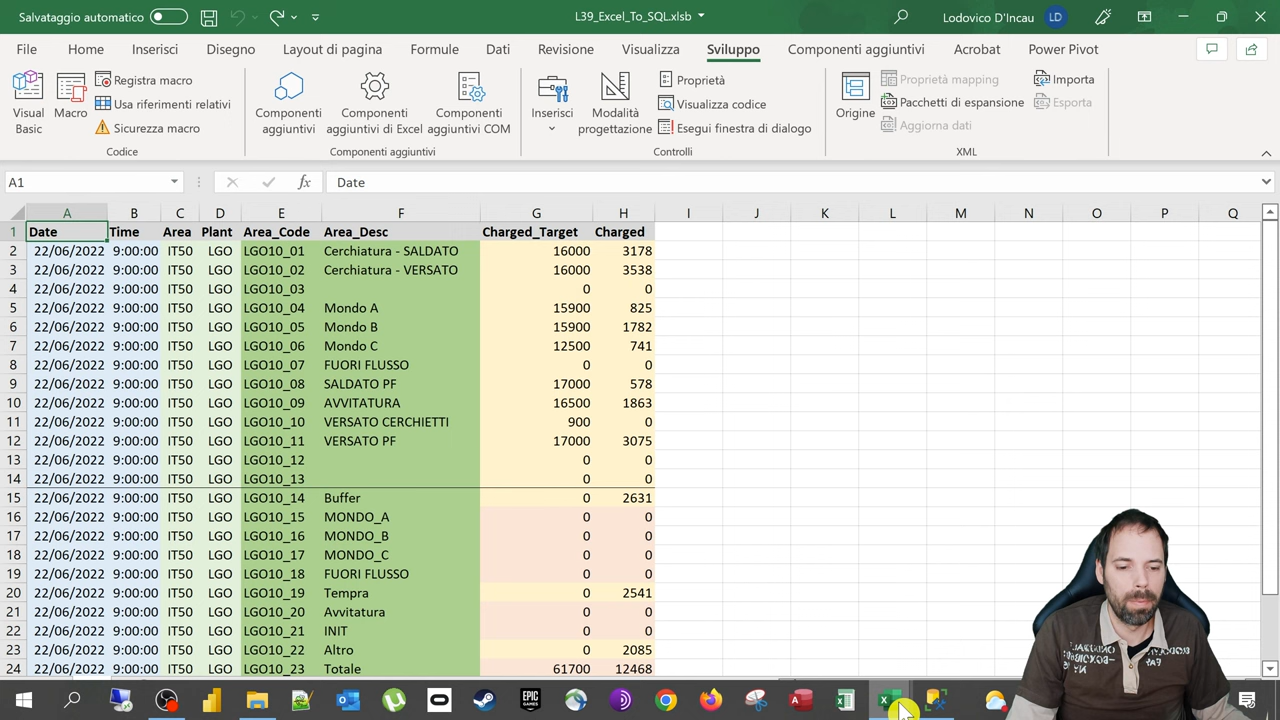 Salvataggio automatico
L39_Excel_To_SQL.xlsb
Lodovico D'Incau LD
File Home Inserisci Disegno Layout di pagina Formule Dati Revisione Visualizza Sviluppo Componenti aggiuntivi Acrobat Power Pivot
Visual Basic
Macro
Registra macro
Usa riferimenti relativi
Sicurezza macro
Codice
Componenti aggiuntivi
Componenti aggiuntivi di Excel
Componenti aggiuntivi COM
Componenti aggiuntivi
Inserisci
Modalità progettazione
Proprietà
Visualizza codice
Esegui finestra di dialogo
Controlli
Origine
Proprietà mapping
Pacchetti di espansione
Aggiorna dati
Importa
Esporta
XML
A1 fx Date
A B C D E F G H I J K L M N O P Q
1 Date Time Area Plant Area_Code Area_Desc Charged_Target Charged
2 22/06/2022 9:00:00 IT50 LGO LGO10_01 Cerchiatura - SALDATO 16000 3178
3 22/06/2022 9:00:00 IT50 LGO LGO10_02 Cerchiatura - VERSATO 16000 3538
4 22/06/2022 9:00:00 IT50 LGO LGO10_03 0 0
5 22/06/2022 9:00:00 IT50 LGO LGO10_04 Mondo A 15900 825
6 22/06/2022 9:00:00 IT50 LGO LGO10_05 Mondo B 15900 1782
7 22/06/2022 9:00:00 IT50 LGO LGO10_06 Mondo C 12500 741
8 22/06/2022 9:00:00 IT50 LGO LGO10_07 FUORI FLUSSO 0 0
9 22/06/2022 9:00:00 IT50 LGO LGO10_08 SALDATO PF 17000 578
10 22/06/2022 9:00:00 IT50 LGO LGO10_09 AVVITATURA 16500 1863
11 22/06/2022 9:00:00 IT50 LGO LGO10_10 VERSATO CERCHIETTI 900 0
12 22/06/2022 9:00:00 IT50 LGO LGO10_11 VERSATO PF 17000 3075
13 22/06/2022 9:00:00 IT50 LGO LGO10_12 0 0
14 22/06/2022 9:00:00 IT50 LGO LGO10_13 0 0
15 22/06/2022 9:00:00 IT50 LGO LGO10_14 Buffer 0 2631
16 22/06/2022 9:00:00 IT50 LGO LGO10_15 MONDO_A 0 0
17 22/06/2022 9:00:00 IT50 LGO LGO10_16 MONDO_B 0 0
18 22/06/2022 9:00:00 IT50 LGO LGO10_17 MONDO_C 0 0
19 22/06/2022 9:00:00 IT50 LGO LGO10_18 FUORI FLUSSO 0 0
20 22/06/2022 9:00:00 IT50 LGO LGO10_19 Tempra 0 2541
21 22/06/2022 9:00:00 IT50 LGO LGO10_20 Avvitatura 0 0
22 22/06/2022 9:00:00 IT50 LGO LGO10_21 INIT 0 0
23 22/06/2022 9:00:00 IT50 LGO LGO10_22 Altro 0 2085
24 22/06/2022 9:00:00 IT50 LGO LGO10_23 Totale 61700 12468
EPIC GAMES